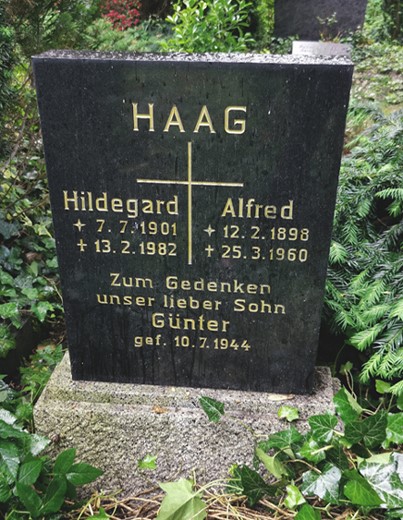 HAAG
Hildegard Alfred
✢ 7.7.1901 ✢ 12.2.1898
✝ 13.2.1982 ✝ 25.3.1960
Zum Gedenken
unser lieber Sohn
Günter
gef. 10.7.1944